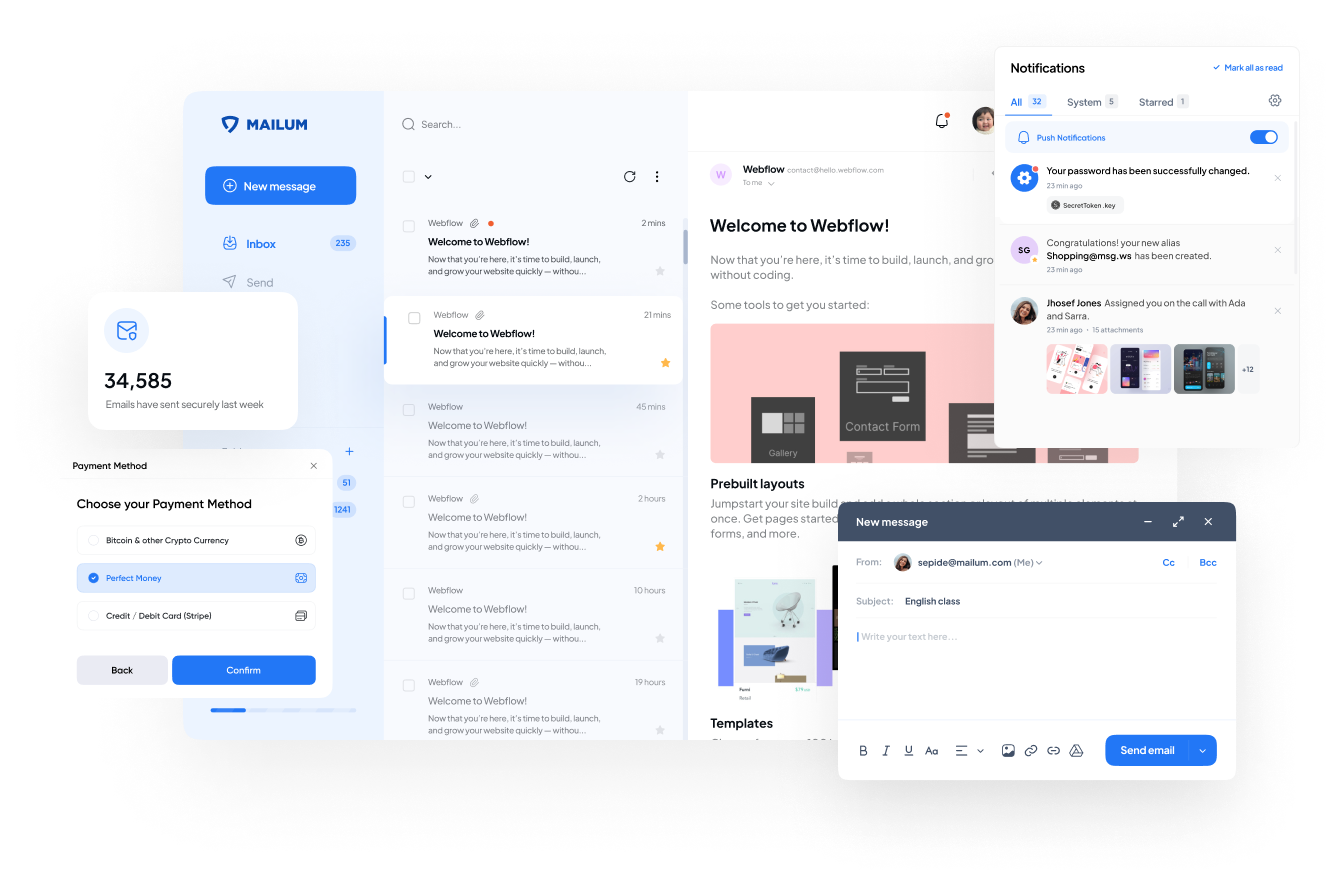 MAILUM
New message
Inbox
235
Send
34,585
Emails have sent securely last week
51
1241
Payment Method
Choose your Payment Method
Bitcoin & other Crypto Currency
Perfect Money
Credit / Debit Card (Stripe)
Back
Confirm
Search...
Webflow
2 mins
Welcome to Webflow!
Now that you're here, it's time to build, launch,
and grow your website quickly — withou...
Webflow
21 mins
Welcome to Webflow!
Now that you're here, it's time to build, launch,
and grow your website quickly — withou...
Webflow
45 mins
Welcome to Webflow!
Now that you're here, it's time to build, launch,
and grow your website quickly — withou...
Webflow
2 hours
Welcome to Webflow!
Now that you're here, it's time to build, launch,
and grow your website quickly — withou...
Webflow
10 hours
Welcome to Webflow!
Now that you're here, it's time to build, launch,
and grow your website quickly — withou...
Webflow
19 hours
Welcome to Webflow!
Now that you're here, it's time to build, launch,
and grow your website quickly — withou...
W
Webflow contact@hello.webflow.com
To me
Welcome to Webflow!
Now that you're here, it's time to build, launch, and gro
without coding.
Some tools to get you started:
Gallery
Contact Form
Prebuilt layouts
Jumpstart your site build
once. Get pages started
forms, and more.
Templates
Notifications
Mark all as read
All 32
System 5
Starred 1
Push Notifications
Your password has been successfully changed.
23 min ago
SecretToken .key
SG
Congratulations! your new alias
Shopping@msg.ws has been created.
23 min ago
Jhosef Jones Assigned you on the call with Ada
and Sarra.
23 min ago • 15 attachments
+12
New message
From: sepide@mailum.com (Me)
Cc
Bcc
Subject: English class
Write your text here...
B I U Aa
Send email